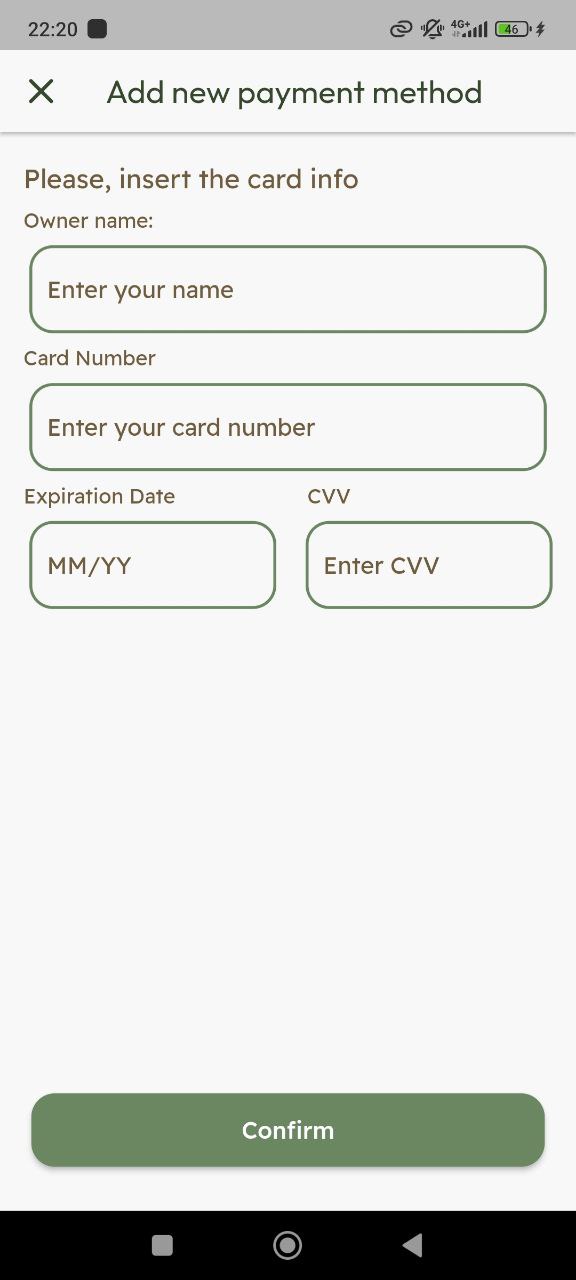 22:20
4G+
46
Add new payment method
Please, insert the card info
Owner name:
Enter your name
Card Number
Enter your card number
Expiration Date CVV
MM/YY Enter CVV
Confirm